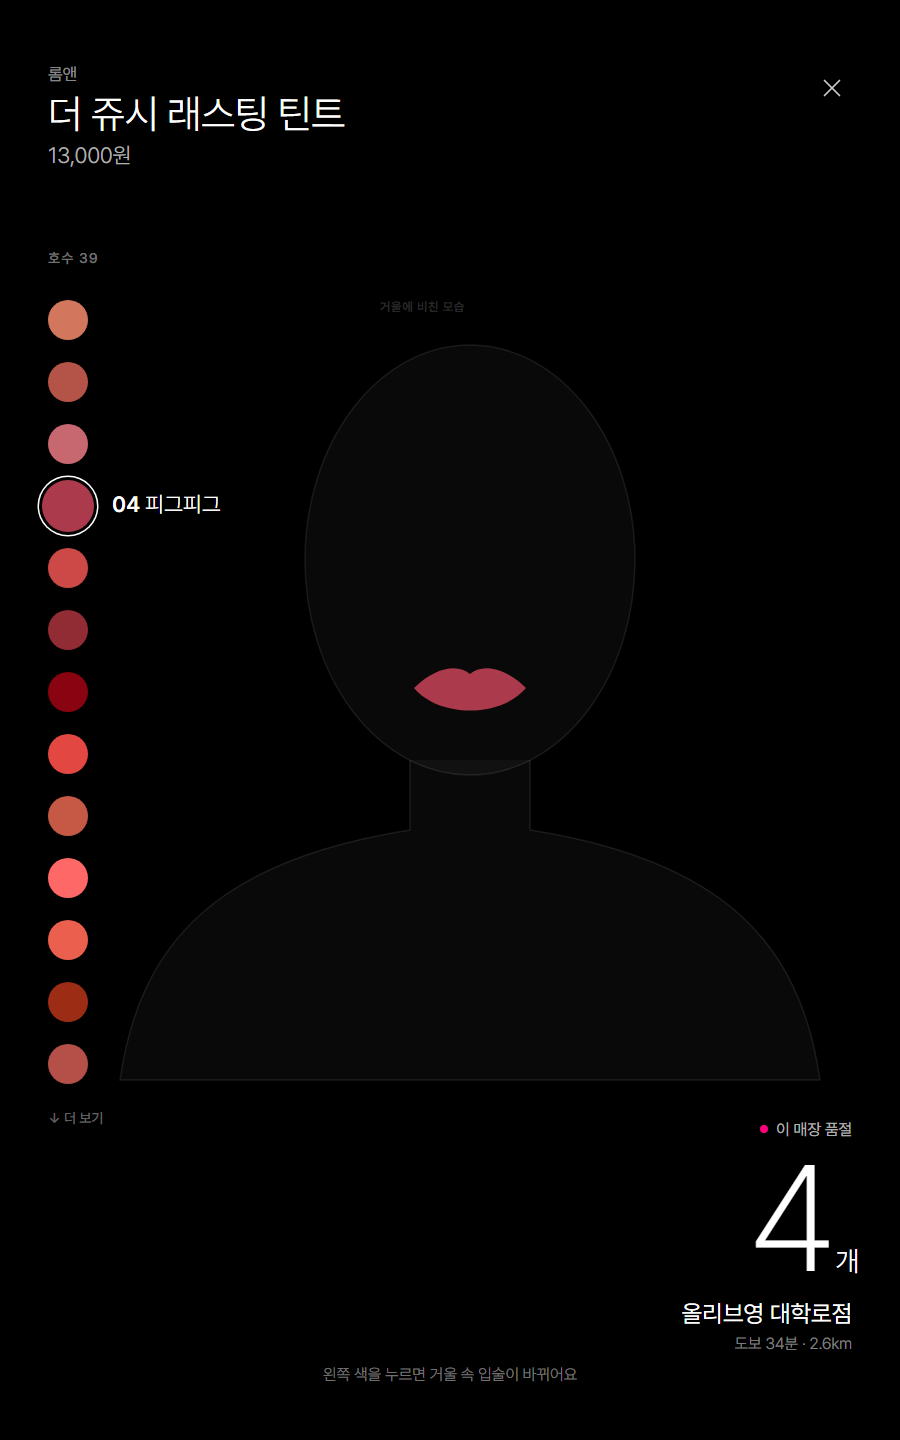 롬앤
더 쥬시 래스팅 틴트
13,000원
호수 39
거울에 비친 모습
04 피그피그
↓ 더 보기
이 매장 품절
4개
올리브영 대학로점
도보 34분 · 2.6km
왼쪽 색을 누르면 거울 속 입술이 바뀌어요